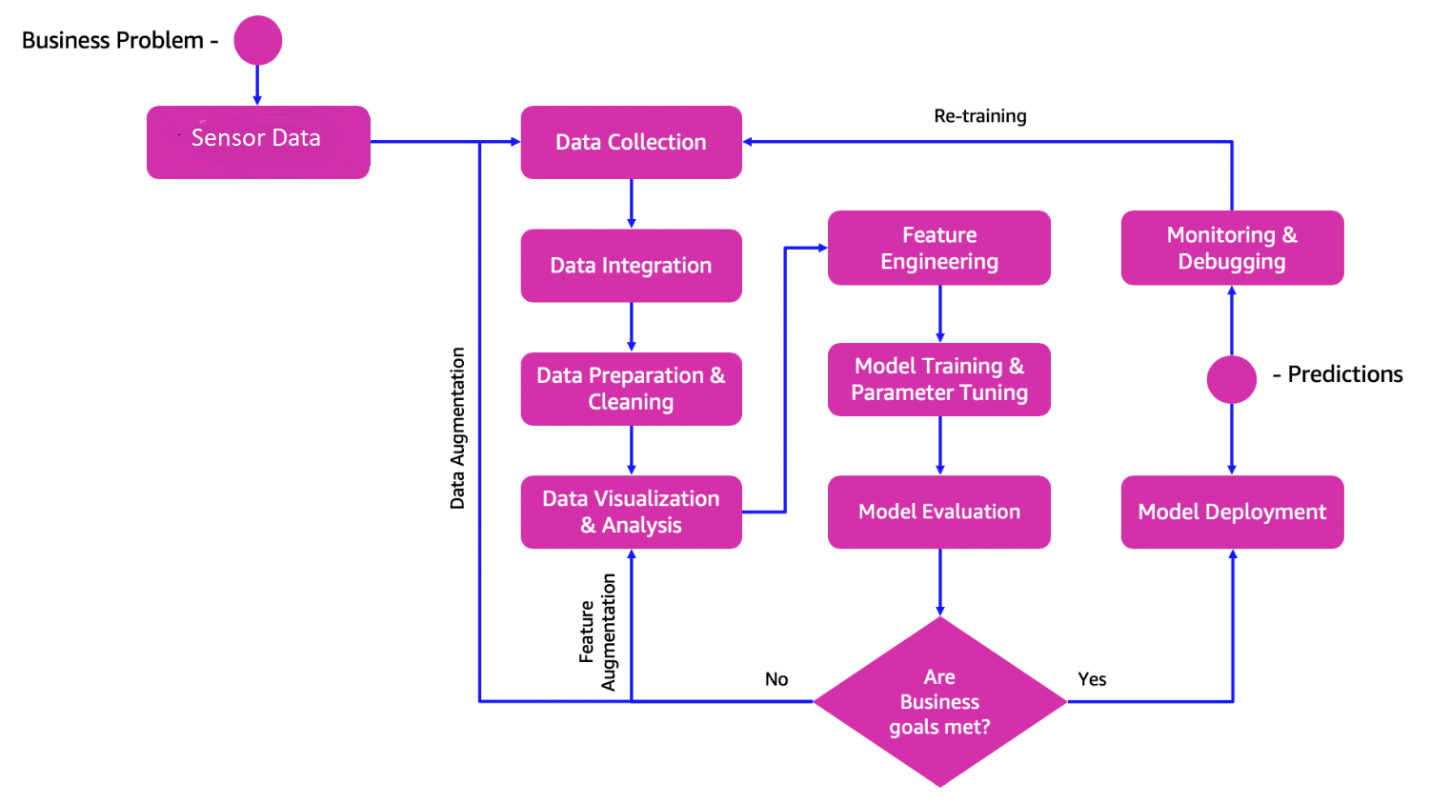 Business Problem -
Sensor Data
Data Collection
Re-training
Data Integration
Feature
Engineering
Monitoring &
Debugging
Data Preparation &
Cleaning
Model Training &
Parameter Tuning
- Predictions
Data Augmentation
Data Visualization
& Analysis
Model Evaluation
Model Deployment
Feature
Augmentation
No
Are
Business
goals met?
Yes